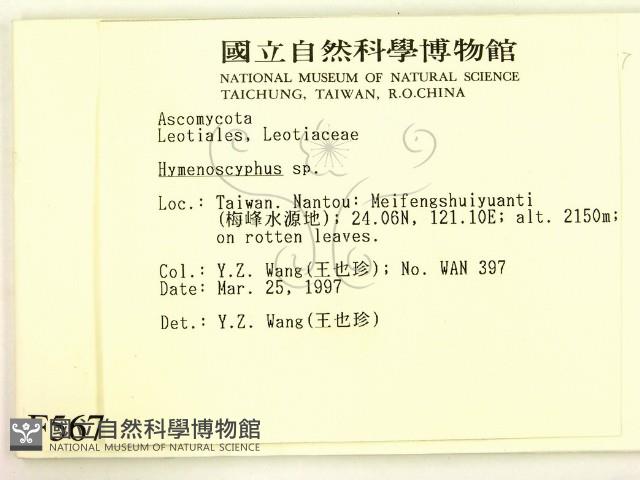 國立自然科學博物館
NATIONAL MUSEUM OF NATURAL SCIENCE
TAICHUNG, TAIWAN, R.O.CHINA
Ascomycota
Leotiales, Leotiaceae
Hymenoscyphus sp.
Loc.: Taiwan. Nantou: Meifengshuiyuanti
(梅峰水源地); 24.06N, 121.10E; alt. 2150m;
on rotten leaves.
Col.: Y.Z. Wang(王也珍); No. WAN 397
Date: Mar. 25, 1997
Det.: Y.Z. Wang(王也珍)
F567
國立自然科學博物館
NATIONAL MUSEUM OF NATURAL SCIENCE